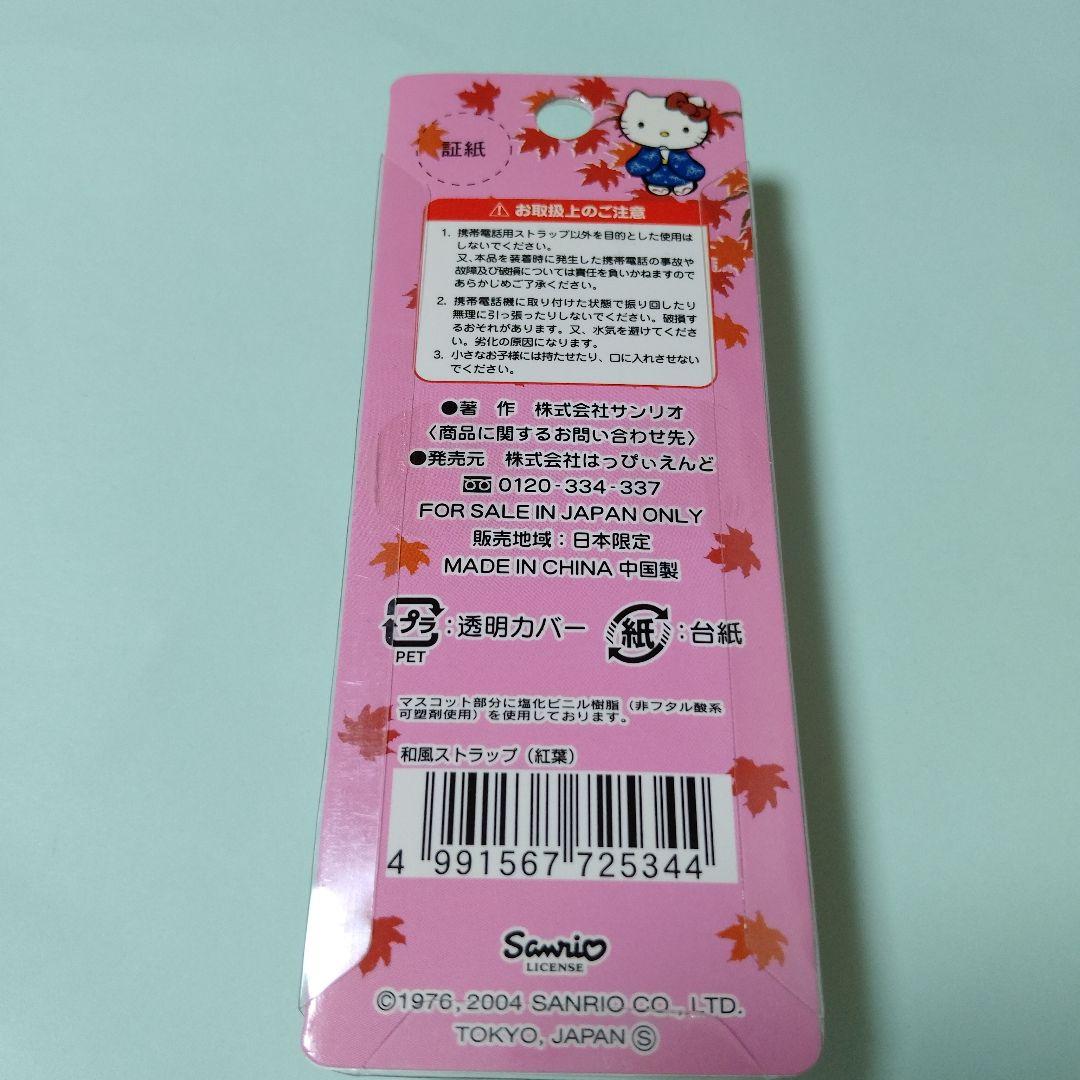 証紙
⚠ お取扱上のご注意
1. 携帯電話用ストラップ以外を目的とした使用は
しないでください。
又、本品を装着時に発生した携帯電話の事故や
故障及び破損については責任を負いかねますので
あらかじめご了承ください。
2. 携帯電話機に取り付けた状態で振り回したり
無理に引っ張ったりしないでください。破損す
るおそれがあります。又、水気を避けてくださ
い。劣化の原因になります。
3. 小さなお子様には持たせたり、口に入れさせない
でください。
●著 作 株式会社サンリオ
〈商品に関するお問い合わせ先〉
●発売元 株式会社はっぴぃえんど
0120-334-337
FOR SALE IN JAPAN ONLY
販売地域：日本限定
MADE IN CHINA 中国製
プラ：透明カバー 紙：台紙
PET
マスコット部分に塩化ビニル樹脂（非フタル酸系
可塑剤使用）を使用しております。
和風ストラップ（紅葉）
4 991567 725344
Sanrio
LICENSE
©1976, 2004 SANRIO CO., LTD.
TOKYO, JAPAN Ⓢ